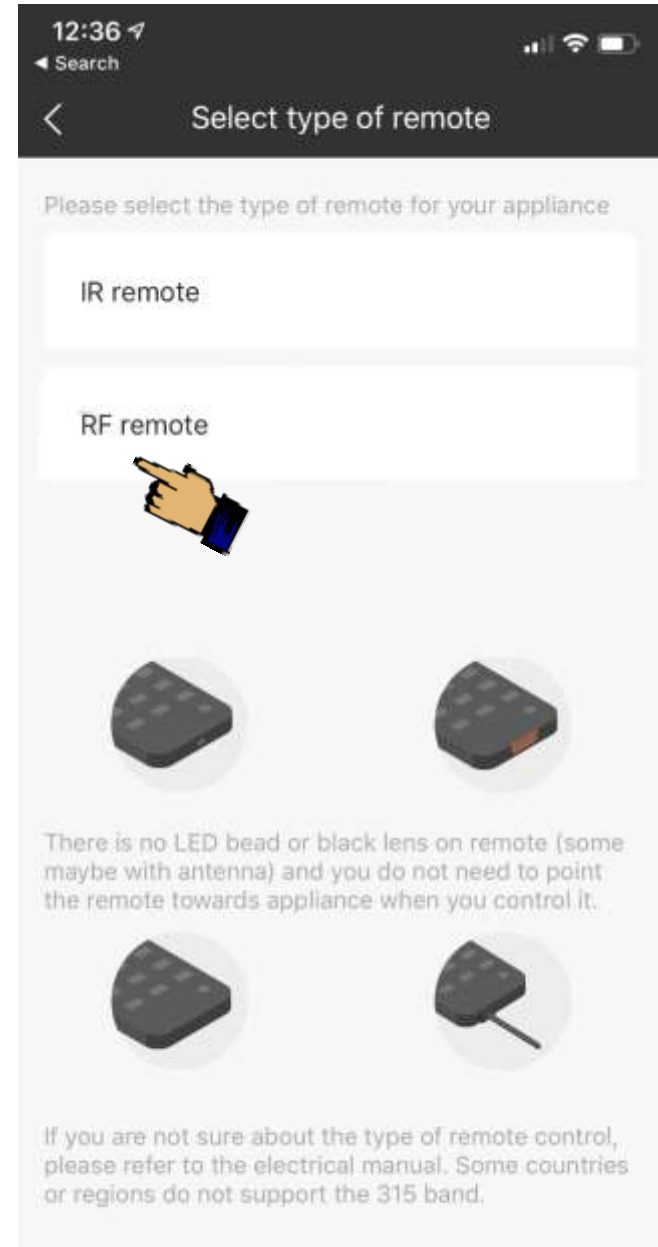 12:36
Search
Select type of remote
Please select the type of remote for your appliance
IR remote
RF remote
There is no LED bead or black lens on remote (some
maybe with antenna) and you do not need to point
the remote towards appliance when you control it.
If you are not sure about the type of remote control,
please refer to the electrical manual. Some countries
or regions do not support the 315 band.